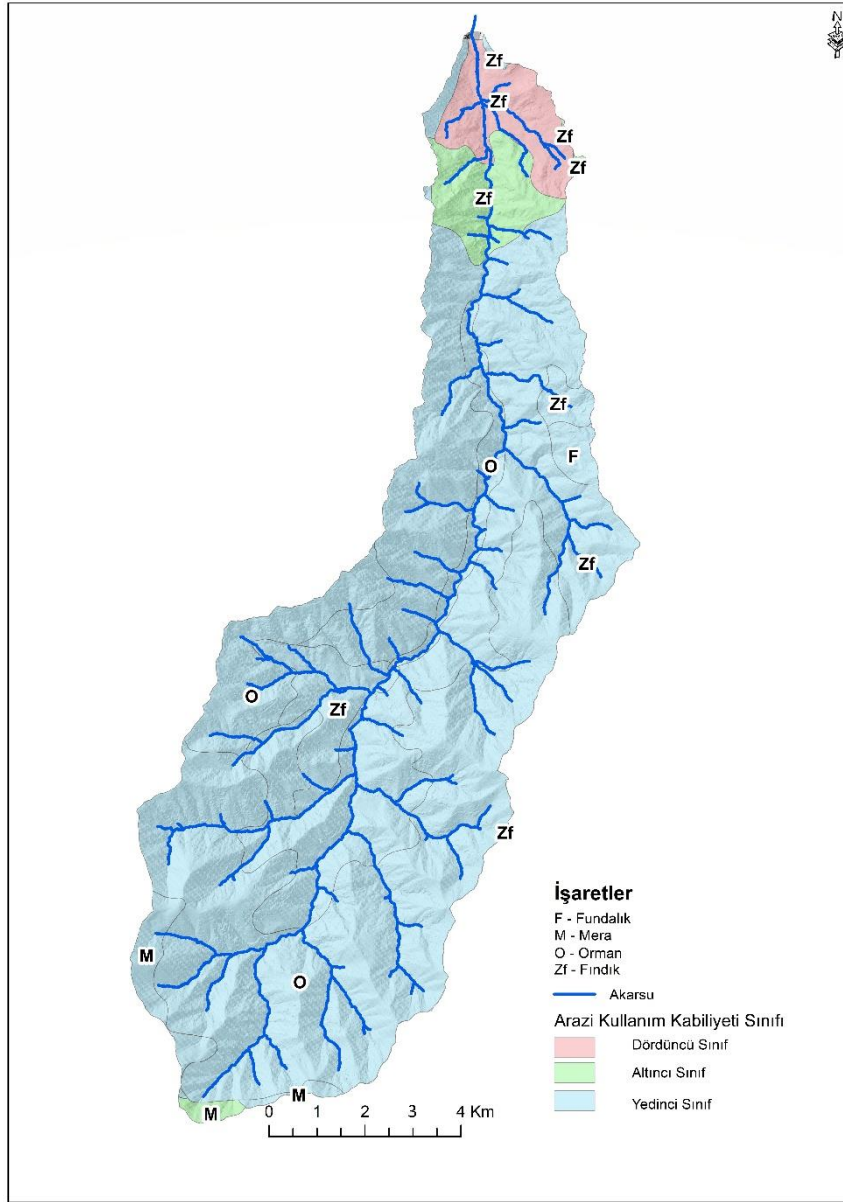 N
Zf
Zf
Zf
Zf
Zf
Zf
F
O
Zf
O
Zf
Zf
M
O
M
M
0 1 2 3 4 Km
İşaretler
F - Fundalık
M - Mera
O - Orman
Zf - Fındık
Akarsu
Arazi Kullanım Kabiliyeti Sınıfı
Dördüncü Sınıf
Altıncı Sınıf
Yedinci Sınıf